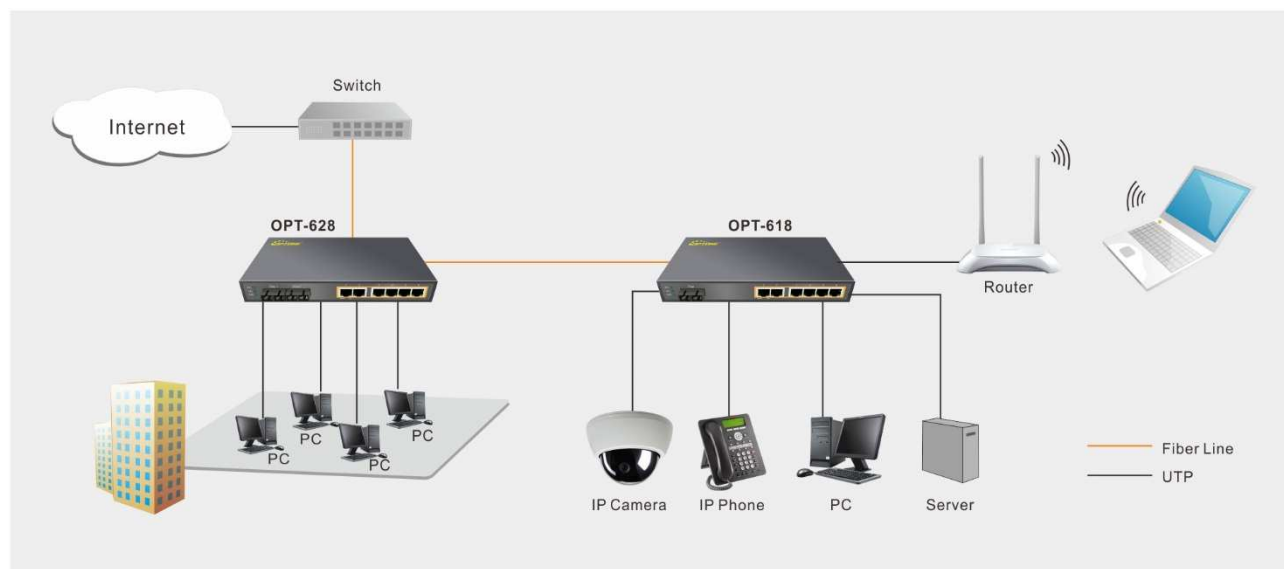 Switch
Internet
OPT-628
OPT-618
Router
PC
PC
PC
PC
IP Camera
IP Phone
PC
Server
Fiber Line
UTP